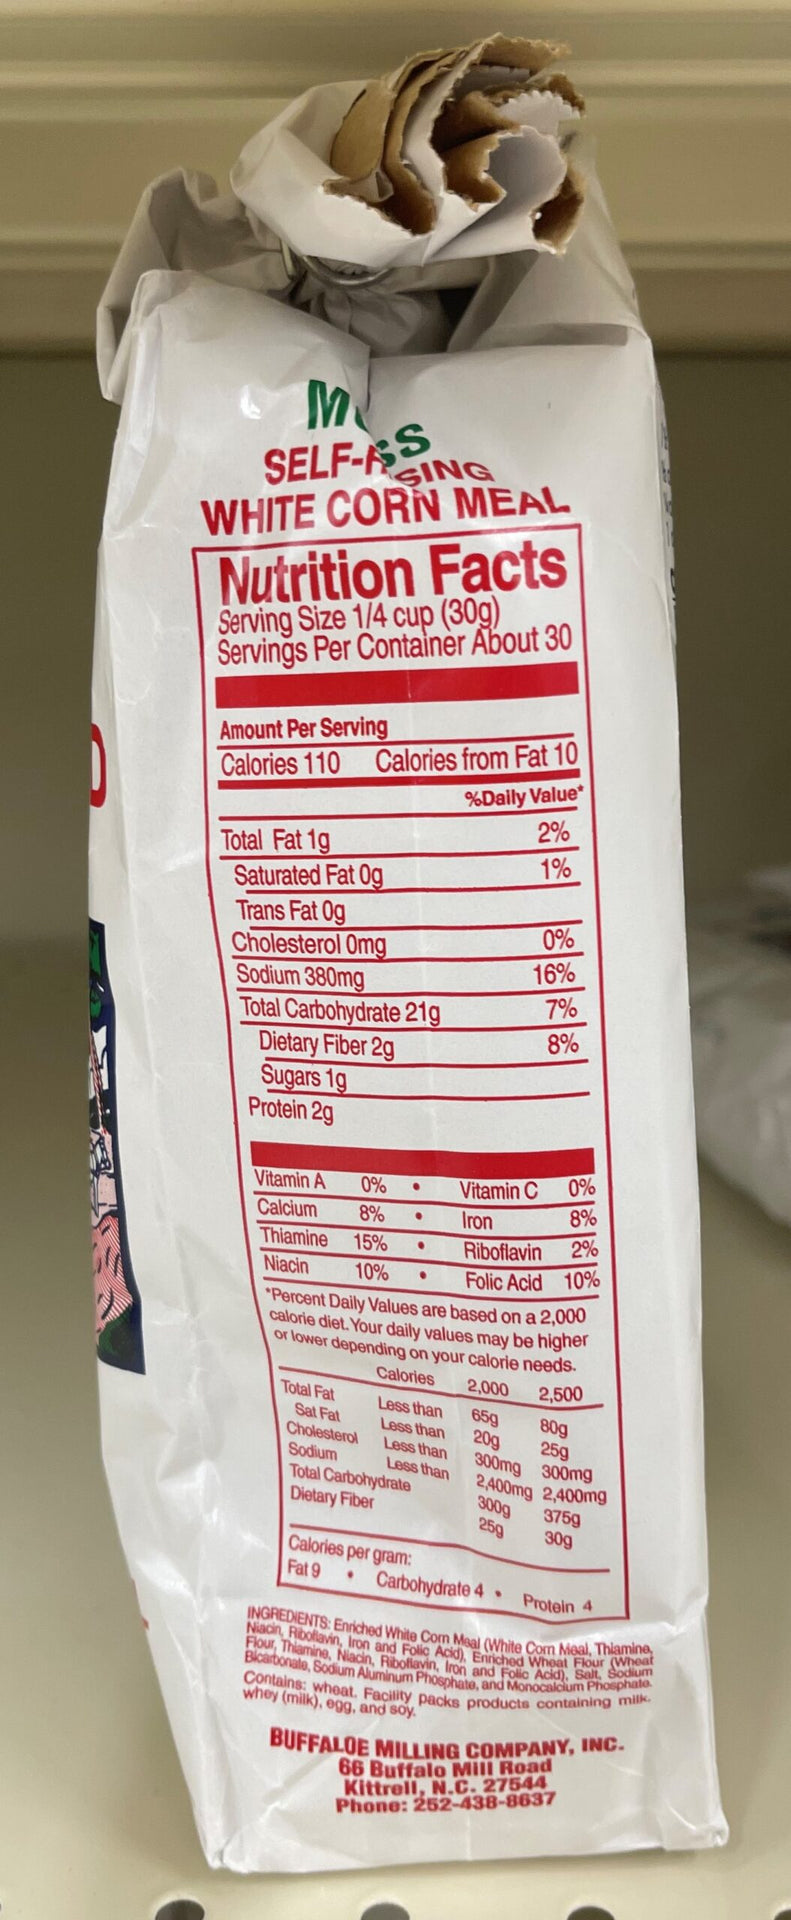 SELF-
WHITE CORN MEAL
Nutrition Facts
Serving Size 1/4 cup (30g)
Servings Per Container About 30
Amount Per Serving
Calories 110 Calories from Fat 10
%Daily Value*
Total Fat 1g 2%
Saturated Fat 0g 1%
Trans Fat 0g
Cholesterol 0mg 0%
Sodium 380mg 16%
Total Carbohydrate 21g 7%
Dietary Fiber 2g 8%
Sugars 1g
Protein 2g
Vitamin A 0% • Vitamin C 0%
Calcium 8% • Iron 8%
Thiamine 15% • Riboflavin 2%
Niacin 10% • Folic Acid 10%
*Percent Daily Values are based on a 2,000
calorie diet. Your daily values may be higher
or lower depending on your calorie needs.
Calories 2,000 2,500
Total Fat Less than 65g 80g
Sat Fat Less than 20g 25g
Cholesterol Less than 300mg 300mg
Sodium Less than 2,400mg 2,400mg
Total Carbohydrate 300g 375g
Dietary Fiber 25g 30g
Calories per gram:
Fat 9 • Carbohydrate 4 • Protein 4
INGREDIENTS: Enriched White Corn Meal (White Corn Meal, Thiamine,
Niacin, Riboflavin, Iron and Folic Acid), Enriched Wheat Flour (Wheat
Flour, Thiamine, Niacin, Riboflavin, Iron and Folic Acid), Salt, Sodium
Bicarbonate, Sodium Aluminum Phosphate, and Monocalcium Phosphate.
Contains: wheat. Facility packs products containing milk,
whey (milk), egg, and soy.
BUFFALOE MILLING COMPANY, INC.
66 Buffalo Mill Road
Kittrell, N.C. 27544
Phone: 252-438-8637